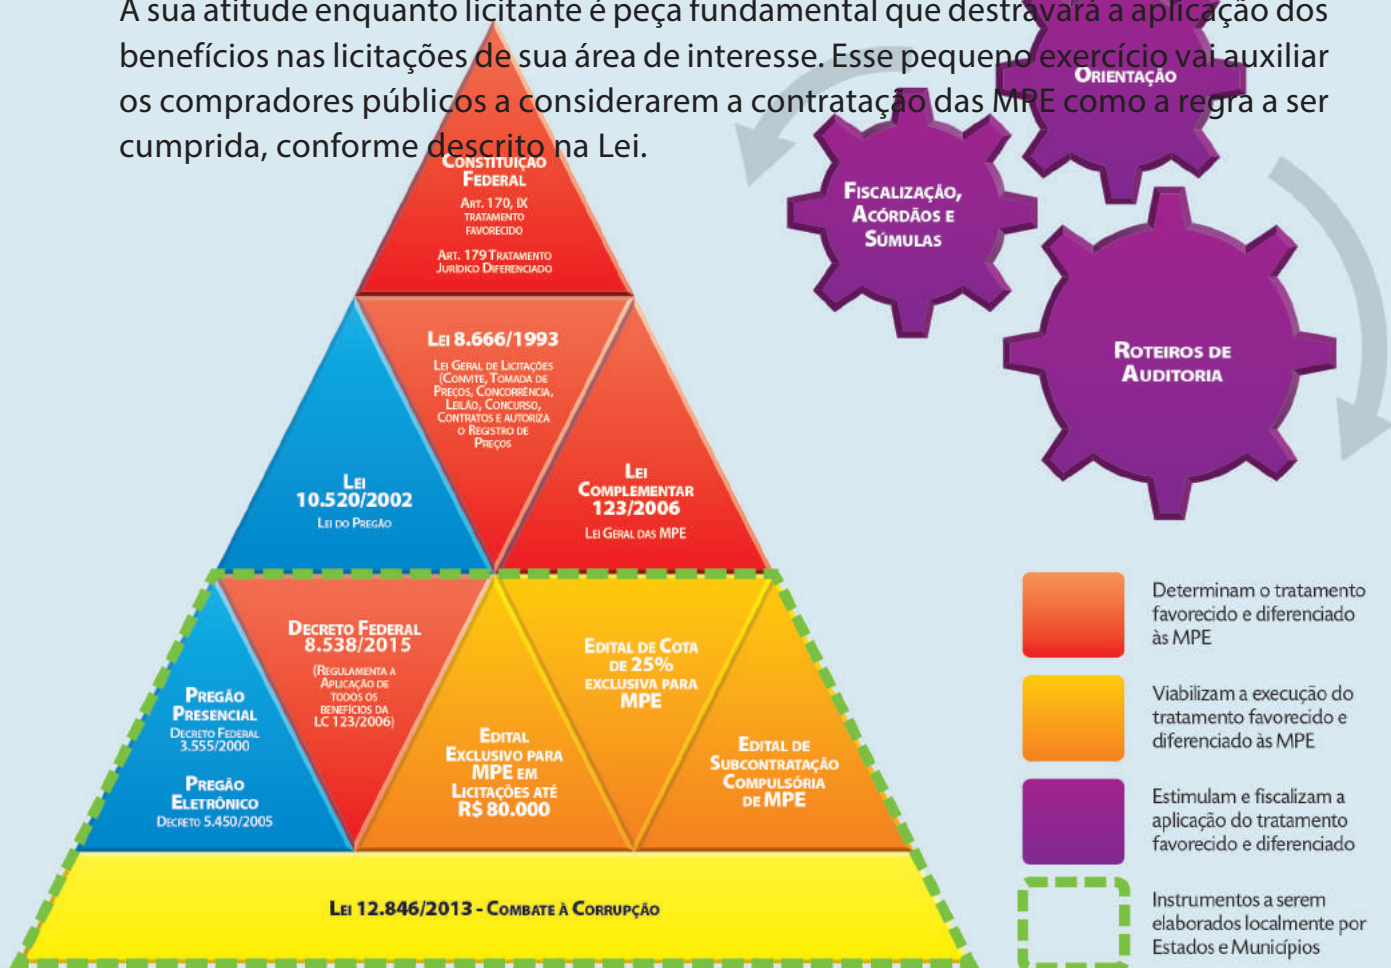 A sua atitude enquanto licitante é peça fundamental que destravará a aplicação dos
benefícios nas licitações de sua área de interesse. Esse pequeno exercício vai auxiliar
os compradores públicos a considerarem a contratação das MPE como a regra a ser
cumprida, conforme descrito na Lei.
Orientação
Fiscalização,
Acórdãos e
Súmulas
Roteiros de
Auditoria
Constituição
Federal
Art. 170, IX
tratamento
favorecido
Art. 179 Tratamento
Jurídico Diferenciado
Lei 8.666/1993
Lei Geral de Licitações
(Convite, Tomada de
Preços, Concorrência,
Leilão, Concurso,
Contratos e autoriza
o Registro de
Preços
Lei
10.520/2002
Lei do Pregão
Lei
Complementar
123/2006
Lei Geral das MPE
Pregão
Presencial
Decreto Federal
3.555/2000
Pregão
Eletrônico
Decreto 5.450/2005
Decreto Federal
8.538/2015
(Regulamenta a
Aplicação de
todos os
benefícios da
LC 123/2006)
Edital
Exclusivo para
MPE em
Licitações até
R$ 80.000
Edital de Cota
de 25%
exclusiva para
MPE
Edital de
Subcontratação
Compulsória
de MPE
Lei 12.846/2013 - Combate à Corrupção
Determinam o tratamento
favorecido e diferenciado
às MPE
Viabilizam a execução do
tratamento favorecido e
diferenciado às MPE
Estimulam e fiscalizam a
aplicação do tratamento
favorecido e diferenciado
Instrumentos a serem
elaborados localmente por
Estados e Municípios